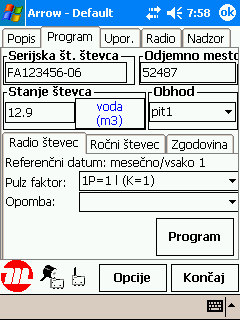 Arrow - Default 7:58 ok
Popis Program Upor. Radio Nadzor
Serijska št. števca Odjemno mesto
FA123456-06 52487
Stanje števca Obhod
12.9 voda (m3) pit1
Radio števec Ročni števec Zgodovina
Referenčni datum: mesečno/vsako 1
Pulz faktor: 1P=1 l (K=1)
Opomba:
Program
Opcije Končaj